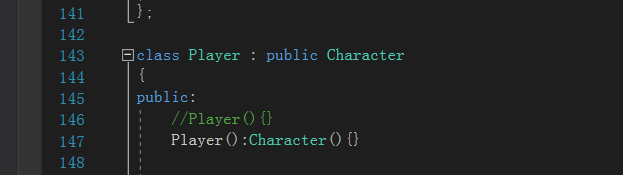 141 };
142
143 class Player : public Character
144 {
145 public:
146 //Player(){}
147 Player():Character(){}
148